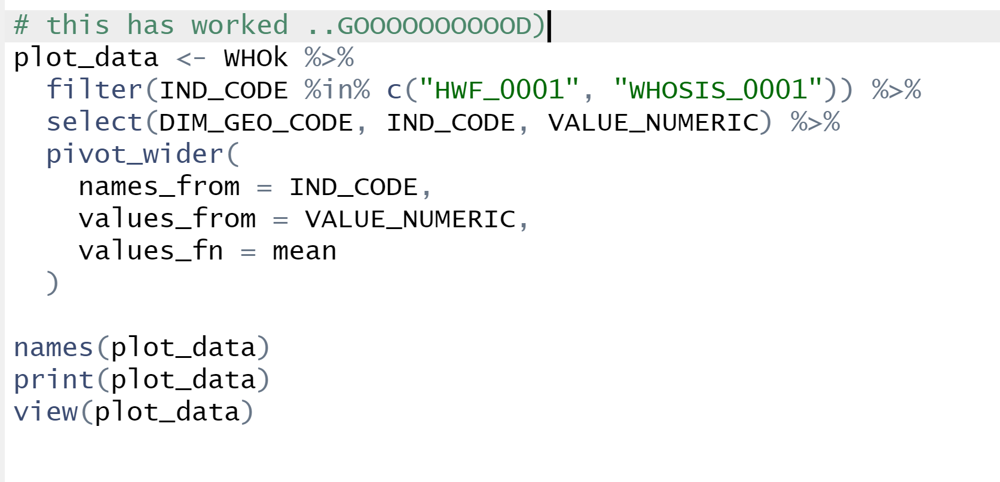 # this has worked ..GOOOOOOOOOOD)
plot_data <- WHOk %>%
  filter(IND_CODE %in% c("HWF_0001", "WHOSIS_0001")) %>%
  select(DIM_GEO_CODE, IND_CODE, VALUE_NUMERIC) %>%
  pivot_wider(
    names_from = IND_CODE,
    values_from = VALUE_NUMERIC,
    values_fn = mean
  )
names(plot_data)
print(plot_data)
view(plot_data)